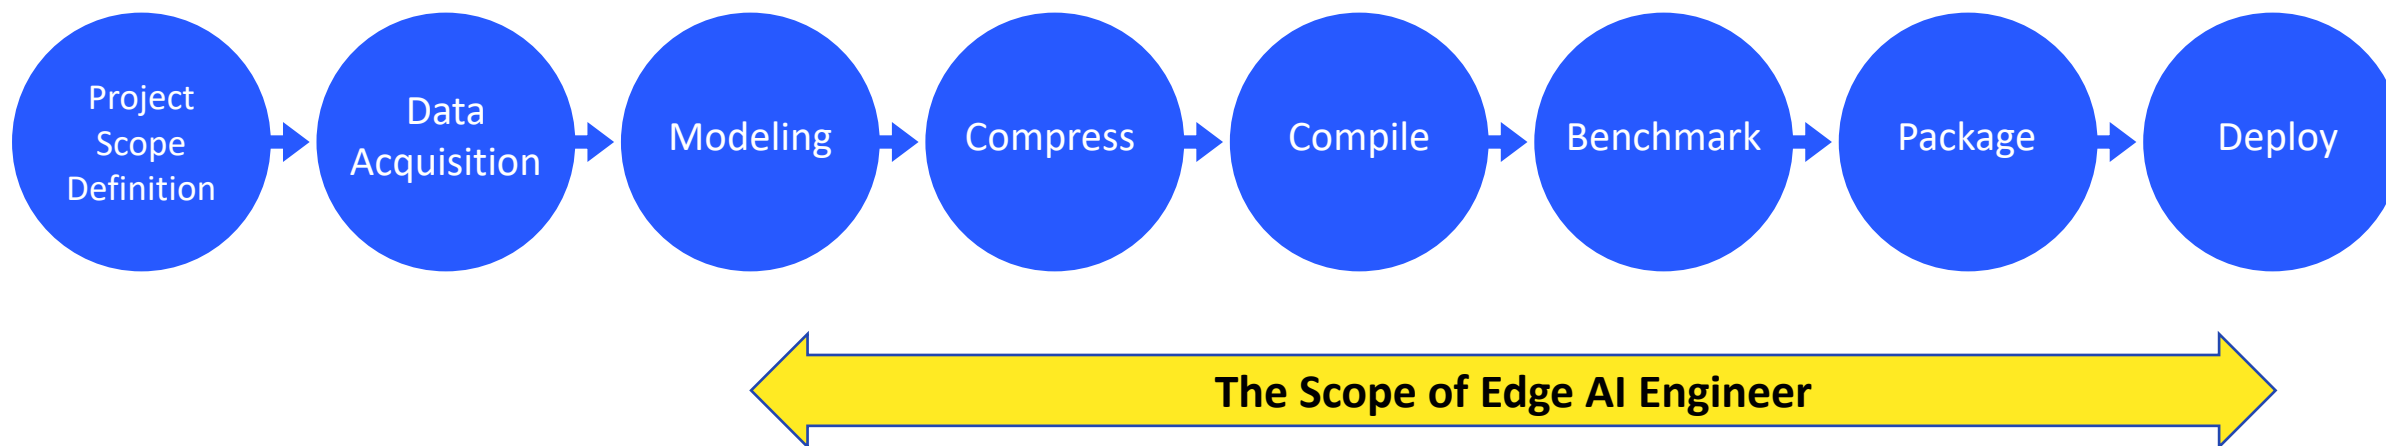 Project
Scope
Definition
Data
Acquisition
Modeling
Compress
Compile
Benchmark
Package
Deploy
The Scope of Edge AI Engineer